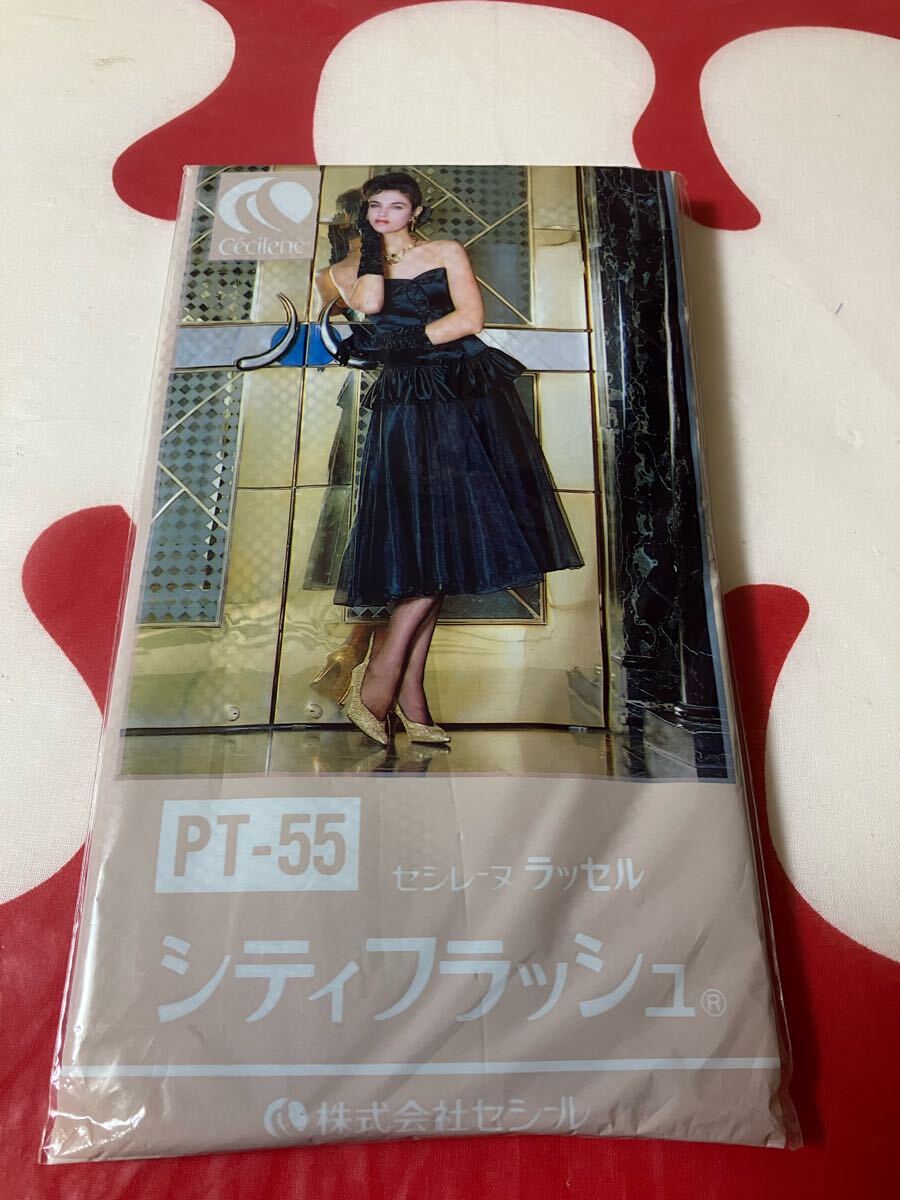 Cécilene
PT-55
セシレーヌ ラッセル
シティフラッシュ®
株式会社セシール